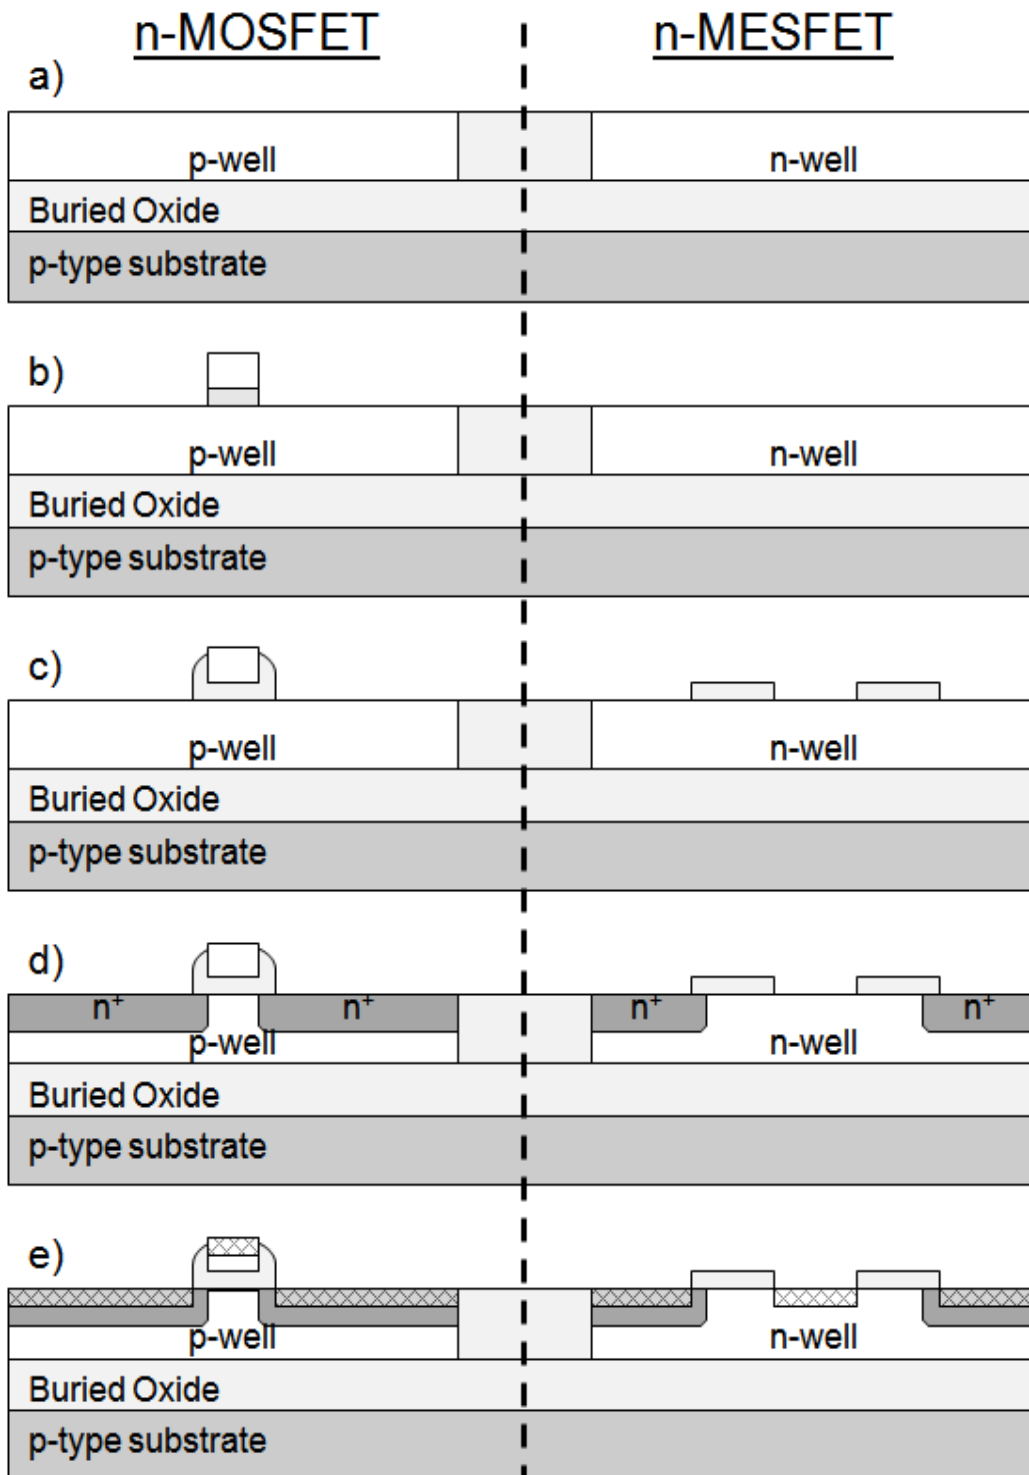 n-MOSFET n-MESFET
a)
p-well n-well
Buried Oxide
p-type substrate
b)
p-well n-well
Buried Oxide
p-type substrate
c)
p-well n-well
Buried Oxide
p-type substrate
d)
n⁺ n⁺ n⁺ n⁺
p-well n-well
Buried Oxide
p-type substrate
e)
p-well n-well
Buried Oxide
p-type substrate